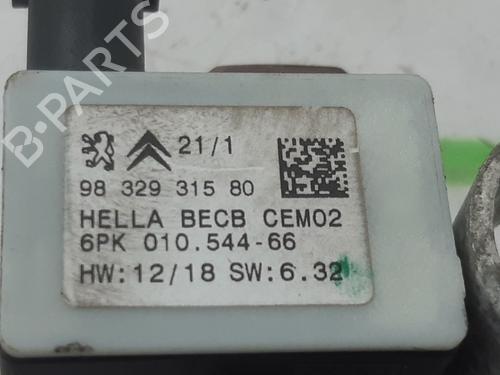 B-PARTS
21/1
98 329 315 80
HELLA BECB CEM02
6PK 010.544-66
HW:12/18 SW:6.32